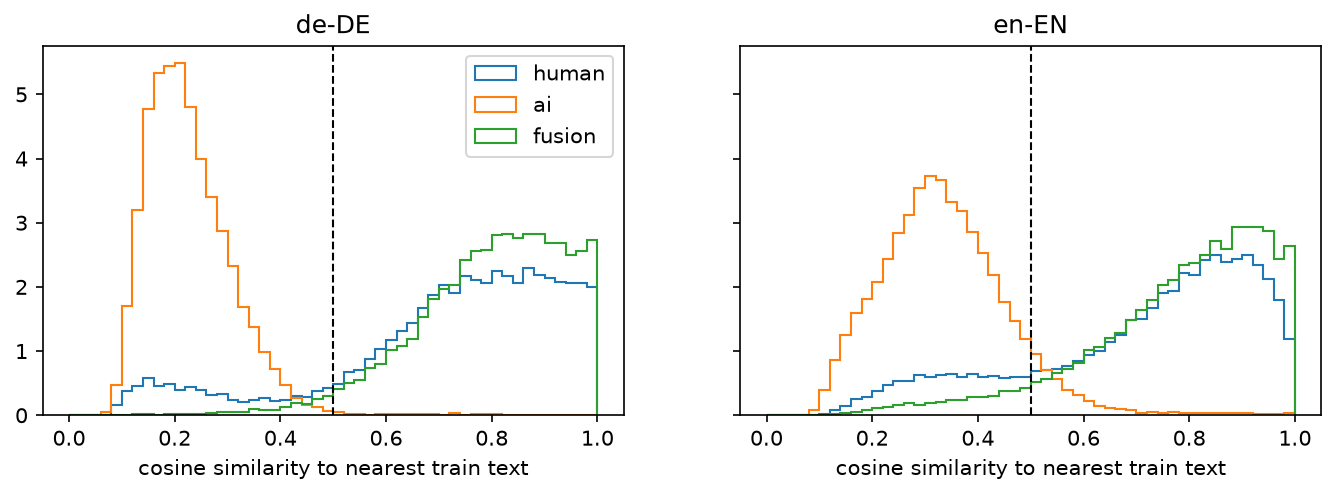 de-DE
en-EN
human
ai
fusion
5
4
3
2
1
0
0.0 0.2 0.4 0.6 0.8 1.0
0.0 0.2 0.4 0.6 0.8 1.0
cosine similarity to nearest train text
cosine similarity to nearest train text